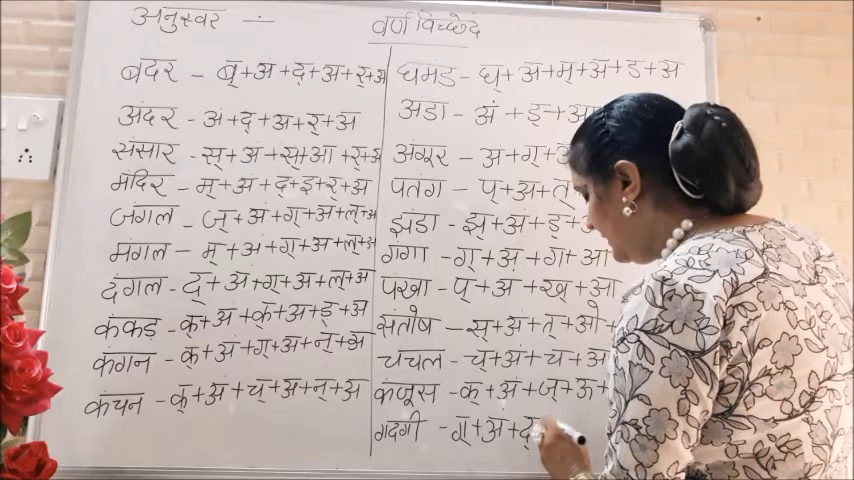 अनुस्वर :-
वर्ण विच्छेद
बंदर - ब्+अ+द्+अ+र्+अ
अंदर - अं+द्+अ+र्+अ
संसार - स्+अं+स्+आ+र्+अ
मंदिर - म्+अं+द्+इ+र्+अ
जंगल - ज्+अं+ग्+अ+ल्+अ
मंगल - म्+अं+ग्+अ+ल्+अ
दंगल - द्+अं+ग्+अ+ल्+अ
कंकड़ - क्+अं+क्+अ+ड़्+अ
कंगन - क्+अं+ग्+अ+न्+अ
कंचन - क्+अं+च्+अ+न्+अ
घमंड - घ्+अ+म्+अं+ड+अ
अंडा - अं+ड्+आ
अंगूर - अं+ग्+
पतंग - प्+अ+त्
झंडा - झ्+अं+ड्+
गंगा - ग्+अं+ग+आ
पंखा - प्+अं+ख्+आ
संतोष - स्+अं+त्+ओ+
चंचल - च्+अं+च+अ
कंजूस - क+अं+ज्+ऊ+
गंदगी - ग्+अं+द्